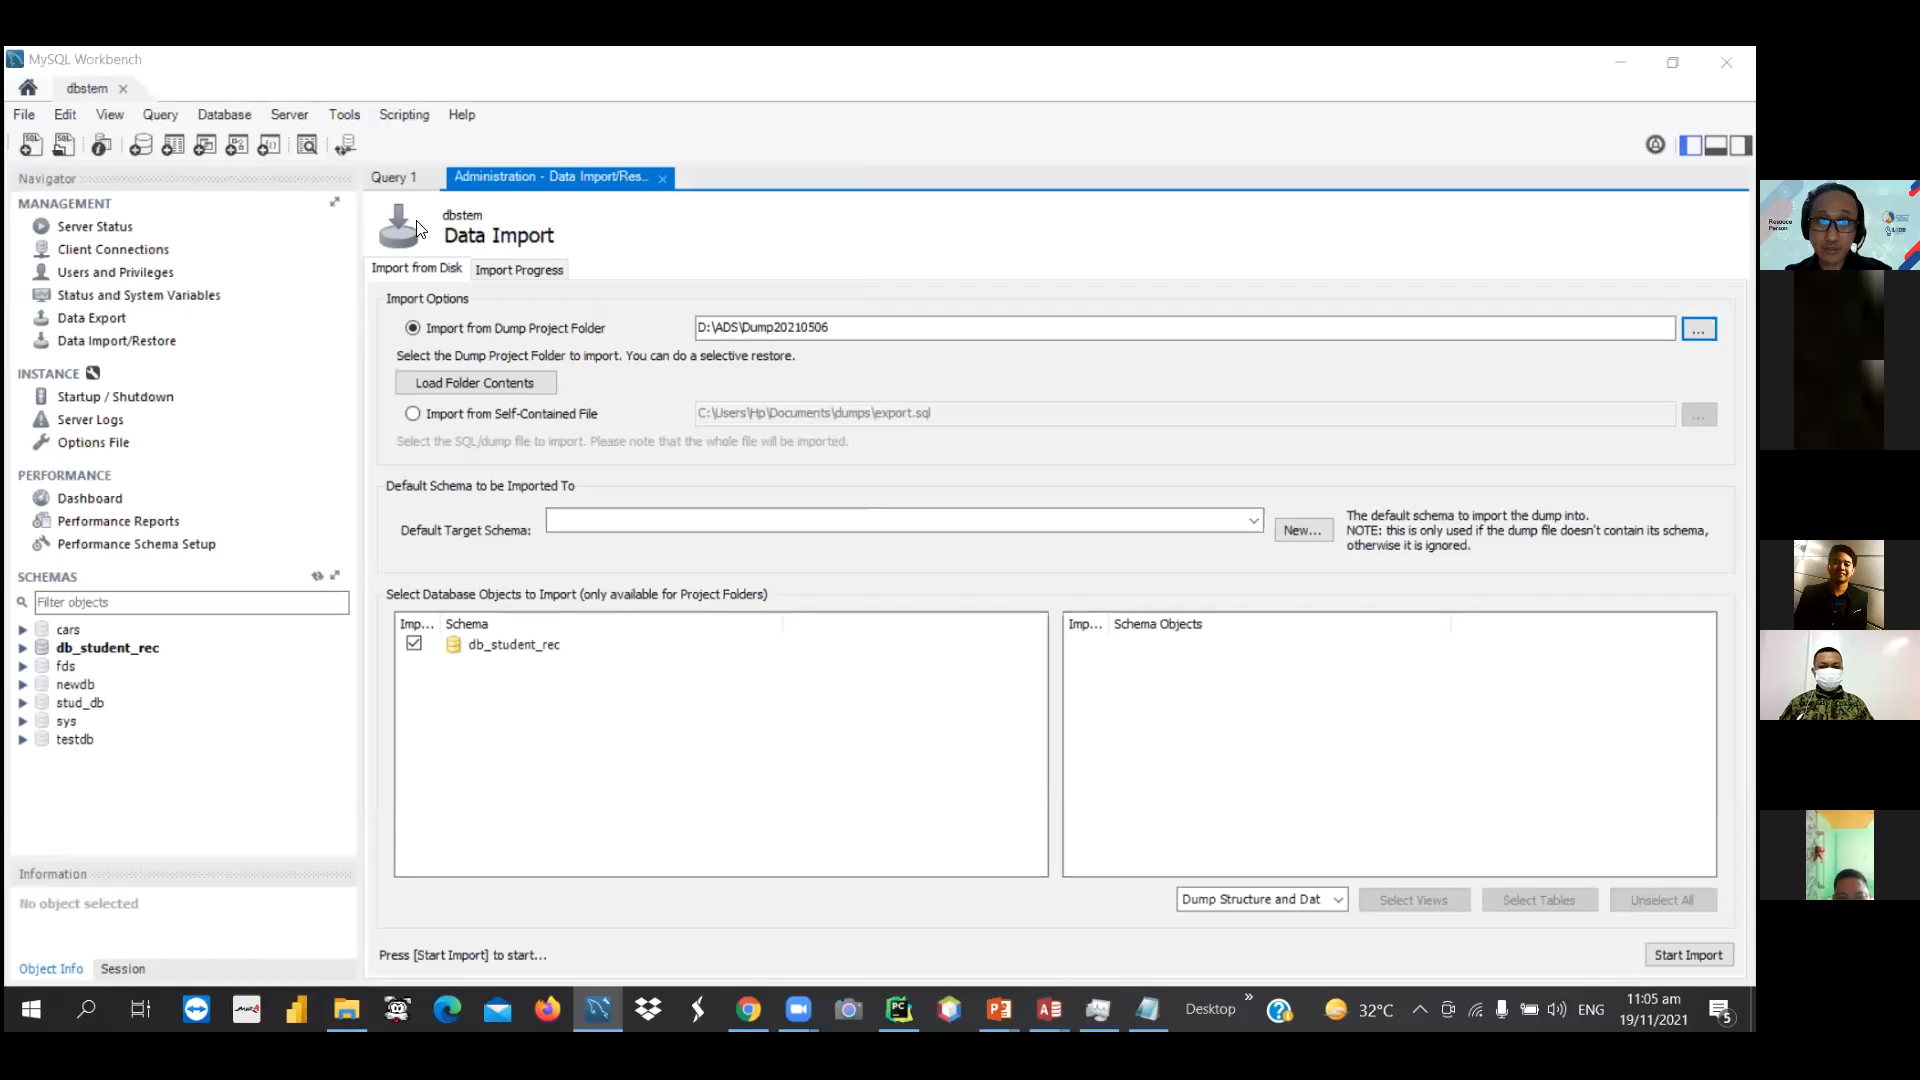 MySQL Workbench
dbstem
File Edit View Query Database Server Tools Scripting Help
Navigator
MANAGEMENT
Server Status
Client Connections
Users and Privileges
Status and System Variables
Data Export
Data Import/Restore
INSTANCE
Startup / Shutdown
Server Logs
Options File
PERFORMANCE
Dashboard
Performance Reports
Performance Schema Setup
SCHEMAS
Filter objects
cars
db_student_rec
fds
newdb
stud_db
sys
testdb
Information
No object selected
Object Info Session
Query 1 Administration - Data Import/Res...
dbstem
Data Import
Import from Disk Import Progress
Import Options
Import from Dump Project Folder D:\ADS\Dump20210506 ...
Select the Dump Project Folder to import. You can do a selective restore.
Load Folder Contents
Import from Self-Contained File C:\Users\Hp\Documents\dumps\export.sql ...
Select the SQL/dump file to import. Please note that the whole file will be imported.
Default Schema to be Imported To
Default Target Schema: New...
The default schema to import the dump into.
NOTE: this is only used if the dump file doesn't contain its schema,
otherwise it is ignored.
Select Database Objects to Import (only available for Project Folders)
Imp... Schema
db_student_rec
Imp... Schema Objects
Dump Structure and Dat Select Views Select Tables Unselect All
Press [Start Import] to start...
Start Import
Desktop
32°C
ENG
11:05 am
19/11/2021
5
Resource
Person